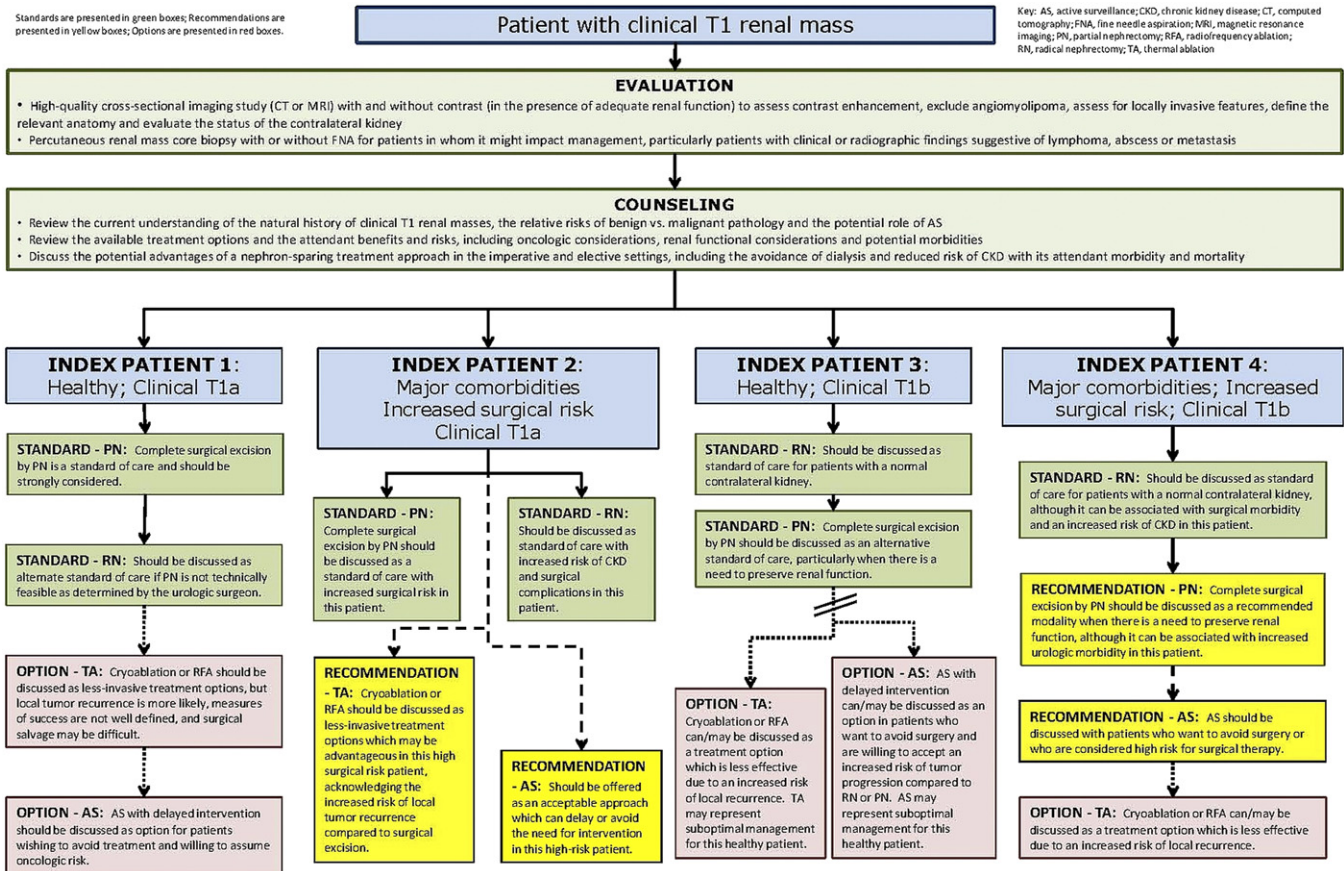 Standards are presented in green boxes; Recommendations are
presented in yellow boxes; Options are presented in red boxes.
Patient with clinical T1 renal mass
Key: AS, active surveillance; CKD, chronic kidney disease; CT, computed
tomography; FNA, fine needle aspiration; MRI, magnetic resonance
imaging; PN, partial nephrectomy; RFA, radiofrequency ablation;
RN, radical nephrectomy; TA, thermal ablation
EVALUATION
• High-quality cross-sectional imaging study (CT or MRI) with and without contrast (in the presence of adequate renal function) to assess contrast enhancement, exclude angiomyolipoma, assess for locally invasive features, define the
relevant anatomy and evaluate the status of the contralateral kidney
• Percutaneous renal mass core biopsy with or without FNA for patients in whom it might impact management, particularly patients with clinical or radiographic findings suggestive of lymphoma, abscess or metastasis
COUNSELING
• Review the current understanding of the natural history of clinical T1 renal masses, the relative risks of benign vs. malignant pathology and the potential role of AS
• Review the available treatment options and the attendant benefits and risks, including oncologic considerations, renal functional considerations and potential morbidities
• Discuss the potential advantages of a nephron-sparing treatment approach in the imperative and elective settings, including the avoidance of dialysis and reduced risk of CKD with its attendant morbidity and mortality
INDEX PATIENT 1:
Healthy; Clinical T1a
STANDARD - PN: Complete surgical excision
by PN is a standard of care and should be
strongly considered.
STANDARD - RN: Should be discussed as
alternate standard of care if PN is not technically
feasible as determined by the urologic surgeon.
OPTION - TA: Cryoablation or RFA should be
discussed as less-invasive treatment options, but
local tumor recurrence is more likely, measures
of success are not well defined, and surgical
salvage may be difficult.
OPTION - AS: AS with delayed intervention
should be discussed as option for patients
wishing to avoid treatment and willing to assume
oncologic risk.
INDEX PATIENT 2:
Major comorbidities
Increased surgical risk
Clinical T1a
STANDARD - PN:
Complete surgical
excision by PN should
be discussed as a
standard of care with
increased surgical risk in
this patient.
STANDARD - RN:
Should be discussed as
standard of care with
increased risk of CKD
and surgical
complications in this
patient.
RECOMMENDATION
- TA: Cryoablation or
RFA should be discussed as
less-invasive treatment
options which may be
advantageous in this high
surgical risk patient,
acknowledging the
increased risk of local
tumor recurrence
compared to surgical
excision.
RECOMMENDATION
- AS: Should be offered
as an acceptable approach
which can delay or avoid
the need for intervention
in this high-risk patient.
INDEX PATIENT 3:
Healthy; Clinical T1b
STANDARD - RN: Should be discussed as
standard of care for patients with a normal
contralateral kidney.
STANDARD - PN: Complete surgical excision
by PN should be discussed as an alternative
standard of care, particularly when there is a
need to preserve renal function.
OPTION - TA:
Cryoablation or RFA
can/may be discussed as
a treatment option
which is less effective
due to an increased risk
of local recurrence. TA
may represent
suboptimal management
for this healthy patient.
OPTION - AS: AS with
delayed intervention
can/may be discussed as an
option in patients who
want to avoid surgery and
are willing to accept an
increased risk of tumor
progression compared to
RN or PN. AS may
represent suboptimal
management for this
healthy patient.
INDEX PATIENT 4:
Major comorbidities; Increased
surgical risk; Clinical T1b
STANDARD - RN: Should be discussed as standard
of care for patients with a normal contralateral kidney,
although it can be associated with surgical morbidity
and an increased risk of CKD in this patient.
RECOMMENDATION - PN: Complete surgical
excision by PN should be discussed as a recommended
modality when there is a need to preserve renal
function, although it can be associated with increased
urologic morbidity in this patient.
RECOMMENDATION - AS: AS should be
discussed with patients who want to avoid surgery or
who are considered high risk for surgical therapy.
OPTION - TA: Cryoablation or RFA can/may be
discussed as a treatment option which is less effective
due to an increased risk of local recurrence.